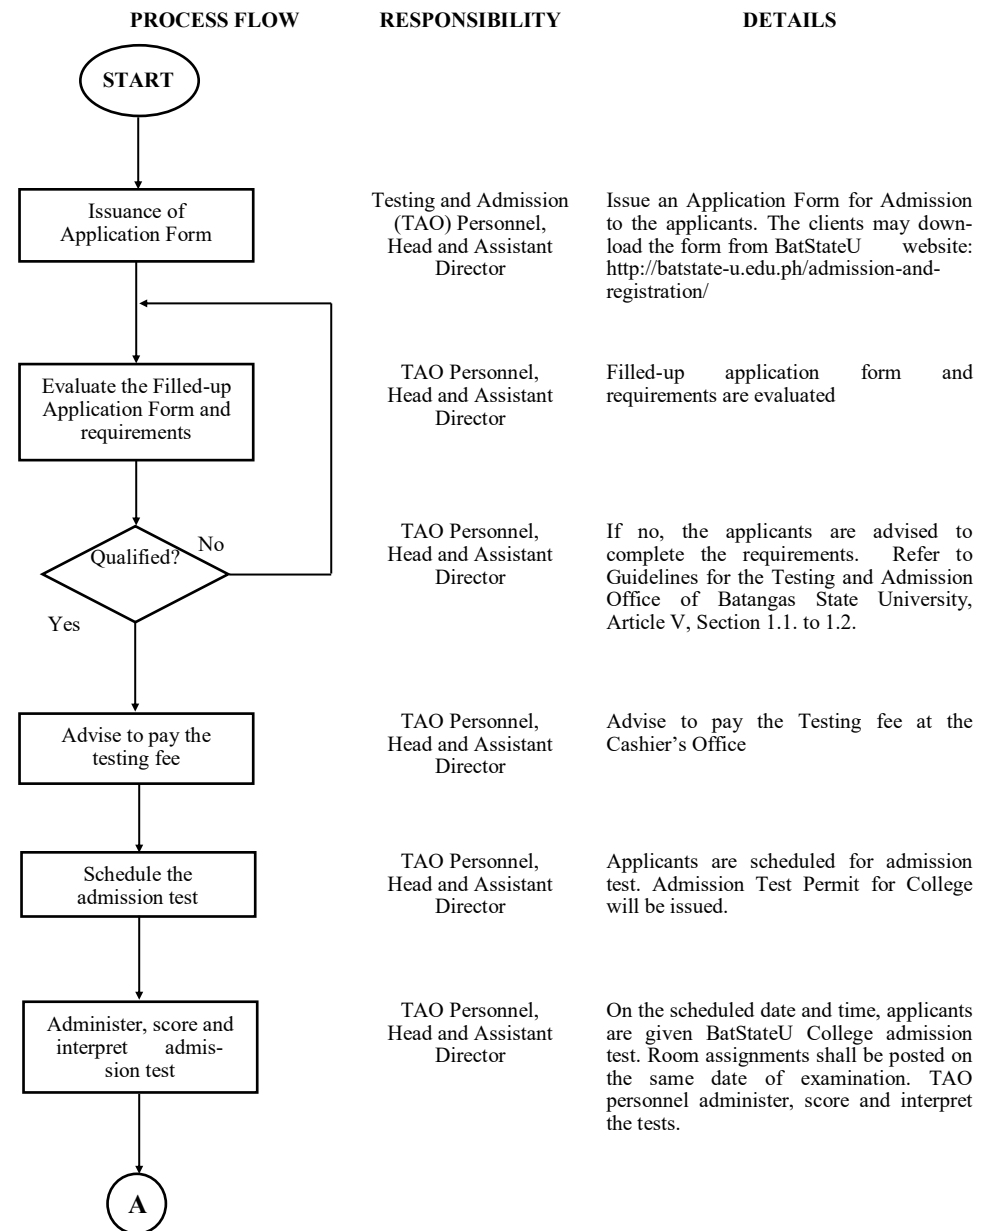 PROCESS FLOW RESPONSIBILITY DETAILS
START
Issuance of
Application Form
Testing and Admission
(TAO) Personnel,
Head and Assistant
Director
Issue an Application Form for Admission
to the applicants. The clients may down-
load the form from BatStateU website:
http://batstate-u.edu.ph/admission-and-
registration/
Evaluate the Filled-up
Application Form and
requirements
TAO Personnel,
Head and Assistant
Director
Filled-up application form and
requirements are evaluated
Qualified?
No
Yes
TAO Personnel,
Head and Assistant
Director
If no, the applicants are advised to
complete the requirements. Refer to
Guidelines for the Testing and Admission
Office of Batangas State University,
Article V, Section 1.1. to 1.2.
Advise to pay the
testing fee
TAO Personnel,
Head and Assistant
Director
Advise to pay the Testing fee at the
Cashier’s Office
Schedule the
admission test
TAO Personnel,
Head and Assistant
Director
Applicants are scheduled for admission
test. Admission Test Permit for College
will be issued.
Administer, score and
interpret admis-
sion test
TAO Personnel,
Head and Assistant
Director
On the scheduled date and time, applicants
are given BatStateU College admission
test. Room assignments shall be posted on
the same date of examination. TAO
personnel administer, score and interpret
the tests.
A